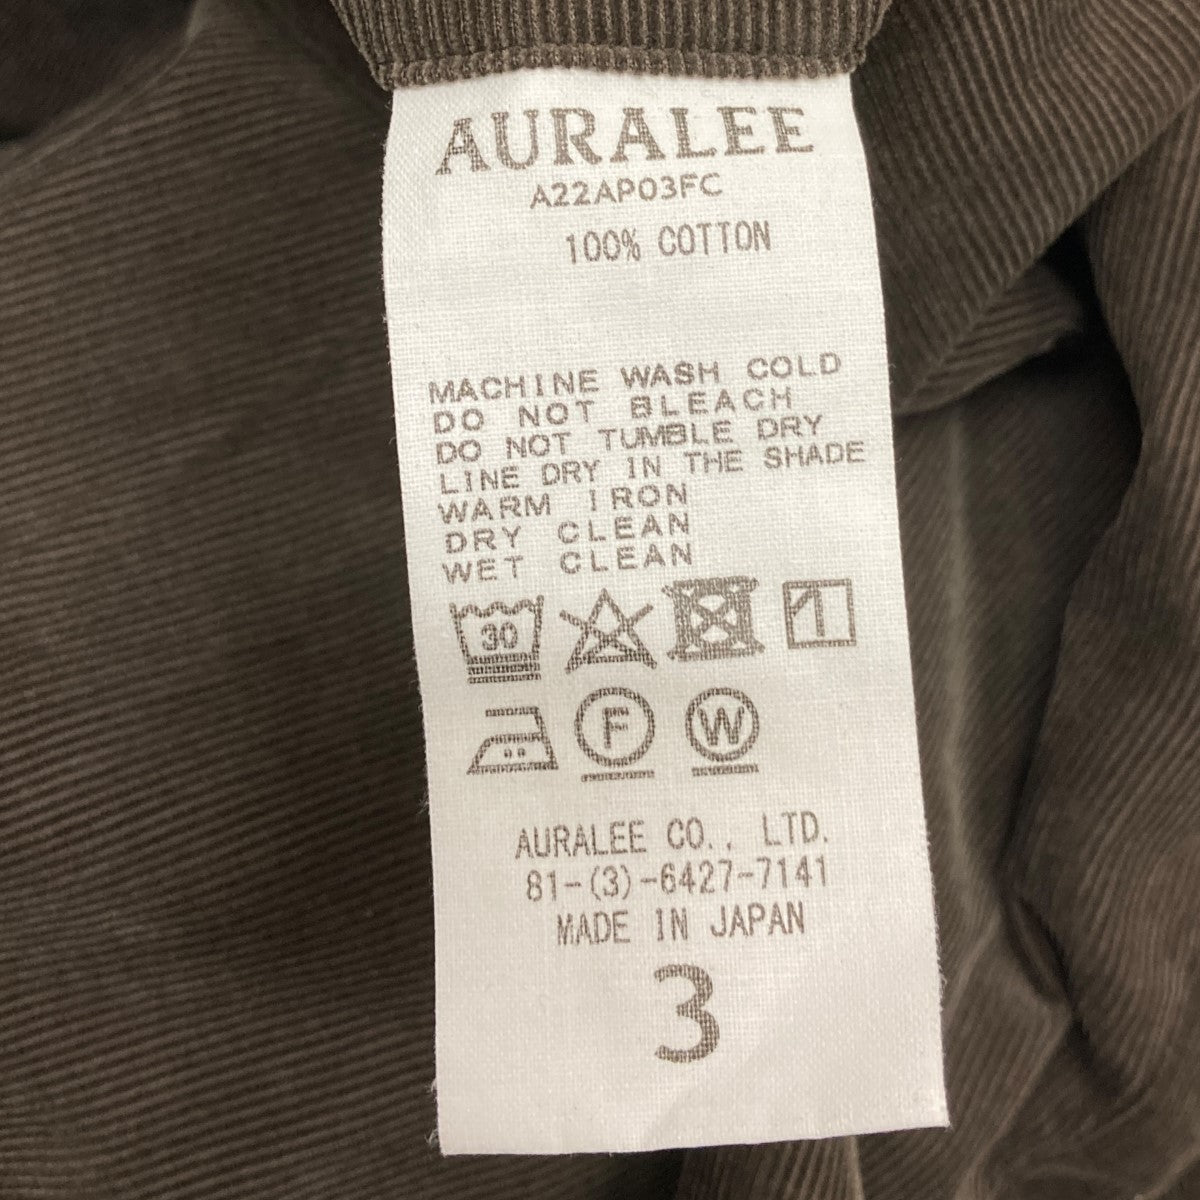 AURALEE
A22AP03FC
100% COTTON
MACHINE WASH COLD
DO NOT BLEACH
DO NOT TUMBLE DRY
LINE DRY IN THE SHADE
WARM IRON
DRY CLEAN
WET CLEAN
30
F W
AURALEE CO., LTD.
81-(3)-6427-7141
MADE IN JAPAN
3